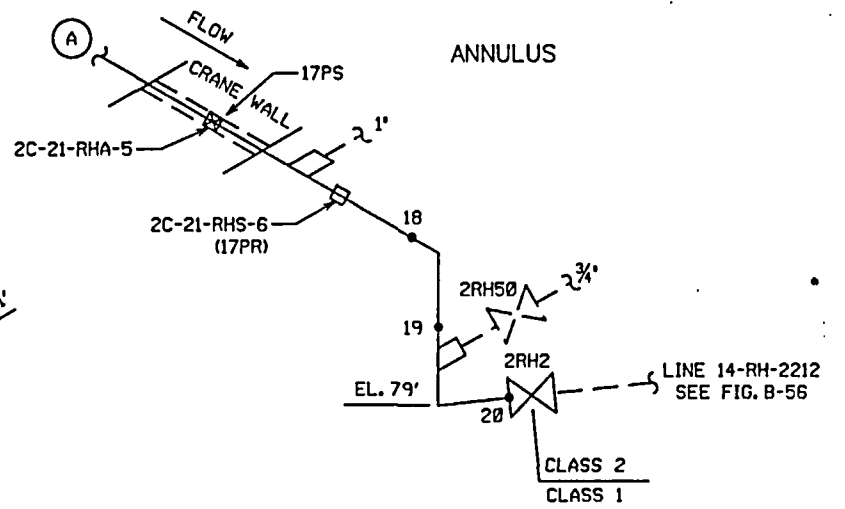 A
FLOW
ANNULUS
CRANE WALL
17PS
1"
2C-21-RHA-5
2C-21-RHS-6
(17PR)
18
2RH50
3/4"
19
2RH2
LINE 14-RH-2212
SEE FIG. B-56
EL. 79'
20
CLASS 2
CLASS 1